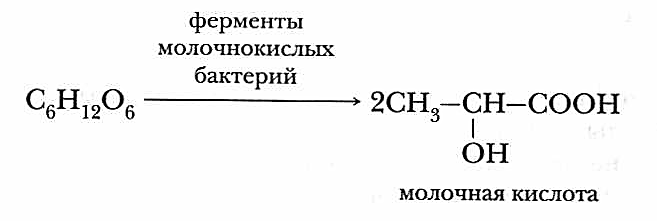 ферменты
молочнокислых
бактерий
C₆H₁₂O₆ → 2CH₃–CH–COOH
|
OH
молочная кислота